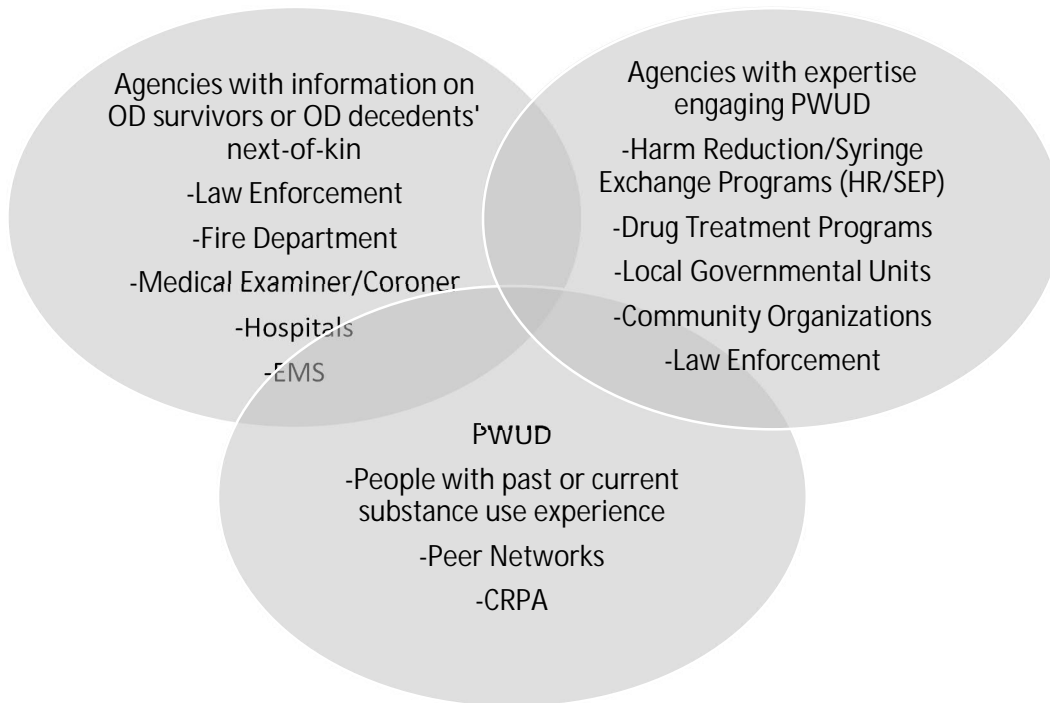 Agencies with information on
OD survivors or OD decedents'
next-of-kin
-Law Enforcement
-Fire Department
-Medical Examiner/Coroner
-Hospitals
-EMS
Agencies with expertise
engaging PWUD
-Harm Reduction/Syringe
Exchange Programs (HR/SEP)
-Drug Treatment Programs
-Local Governmental Units
-Community Organizations
-Law Enforcement
PWUD
-People with past or current
substance use experience
-Peer Networks
-CRPA